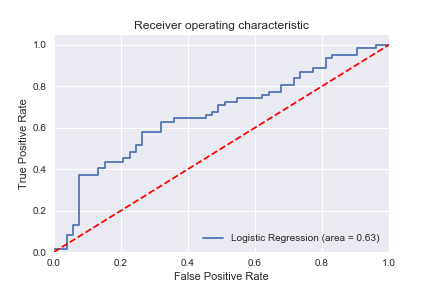 Receiver operating characteristic
1.0
0.8
0.6
0.4
0.2
0.0
True Positive Rate
Logistic Regression (area = 0.63)
0.0 0.2 0.4 0.6 0.8 1.0
False Positive Rate